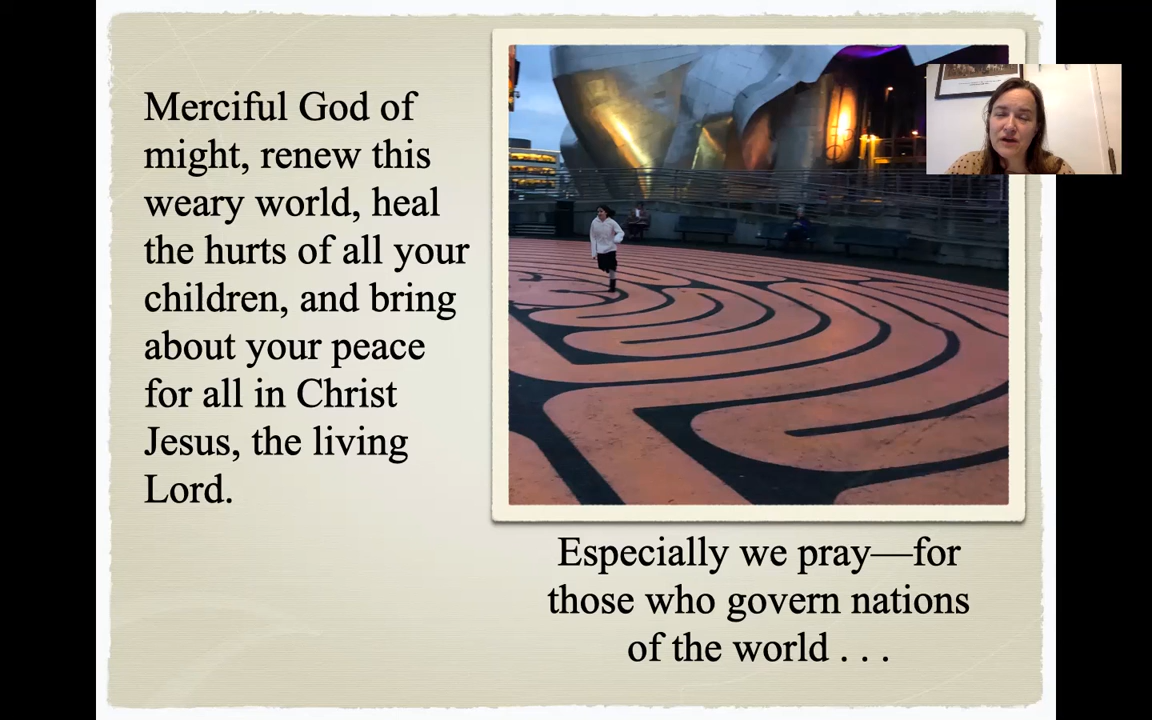 Merciful God of
might, renew this
weary world, heal
the hurts of all your
children, and bring
about your peace
for all in Christ
Jesus, the living
Lord.
Especially we pray—for
those who govern nations
of the world . . .